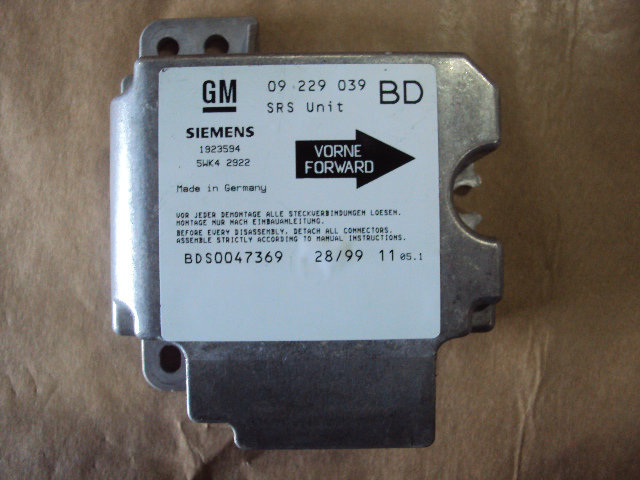 GM 09 229 039 BD
SRS Unit
SIEMENS
1923594
5WK4 2922
VORNE
FORWARD
Made in Germany
VOR JEDER DEMONTAGE ALLE STECKVERBINDUNGEN LOESEN.
MONTAGE NUR NACH EINBAUANLEITUNG.
BEFORE EVERY DISASSEMBLY, DETACH ALL CONNECTORS.
ASSEMBLE STRICTLY ACCORDING TO MANUAL INSTRUCTIONS.
BDS0047369 28/99 11 05.1